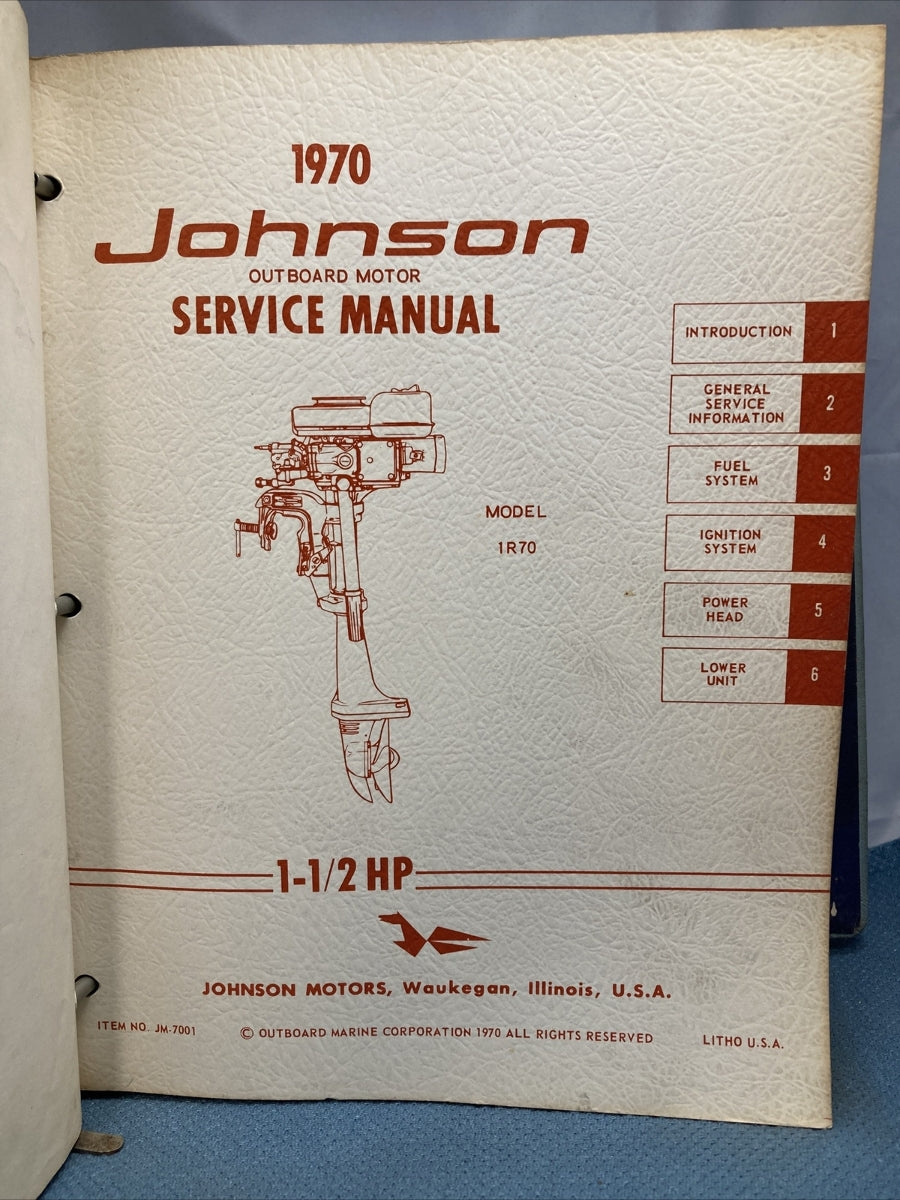 1970
Johnson
OUTBOARD MOTOR
SERVICE MANUAL
INTRODUCTION 1
GENERAL
SERVICE
INFORMATION
2
FUEL
SYSTEM
3
IGNITION
SYSTEM
4
POWER
HEAD
5
LOWER
UNIT
6
MODEL
1R70
1-1/2 HP
JOHNSON MOTORS, Waukegan, Illinois, U.S.A.
ITEM NO. JM-7001 © OUTBOARD MARINE CORPORATION 1970 ALL RIGHTS RESERVED LITHO U.S.A.